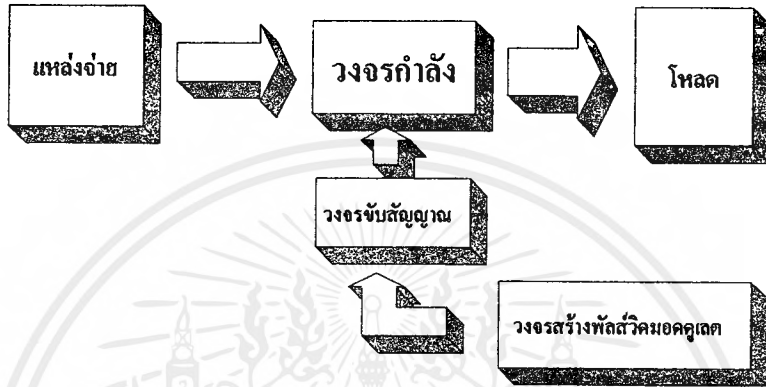 แหล่งจ่าย
วงจรกำลัง
โหลด
วงจรขับสัญญาณ
วงจรสร้างพัลส์วิดมอดดูเลต